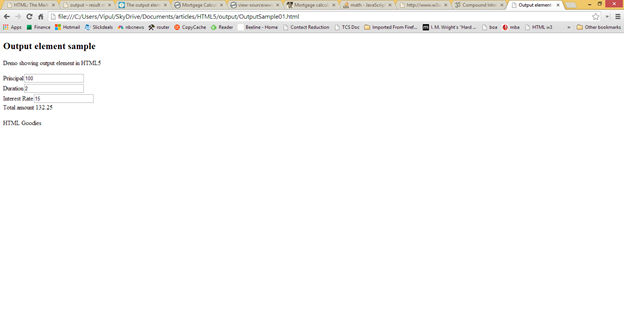 HTML: The Ma
output – result o
The output elem
Mortgage Calcu
view-source:ww
Mortgage calcul
math - JavaScrip
http://www.w3
Compound Inter
Output element
file:///C:/Users/Vipul/SkyDrive/Documents/articles/HTML5/output/OutputSample01.html
Apps Finance Hotmail Slickdeals nbcnews router CopyCache Reader Beeline - Home Contact Reduction TCS Doc Imported From Firef... I. M. Wright's "Hard ... boa mba HTML w3 » Other bookmarks
Output element sample
Demo showing output element in HTML5
Principal 100
Duration 2
Interest Rate 15
Total amount 132.25
HTML Goodies